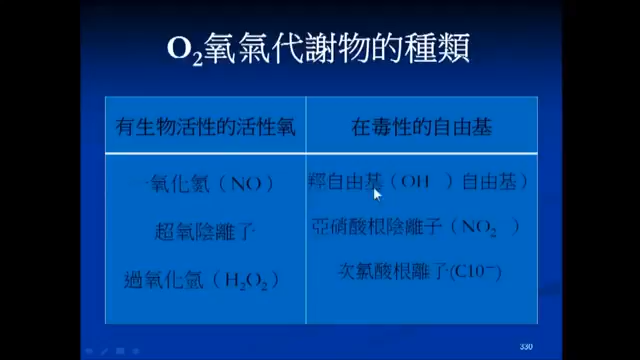 O₂氧氣代謝物的種類
有生物活性的活性氧
在毒性的自由基
一氧化氮（NO）
羥自由基（OH ）自由基）
超氧陰離子
亞硝酸根陰離子（NO₂ ）
過氧化氫（H₂O₂）
次氯酸根離子(ClO⁻)
330